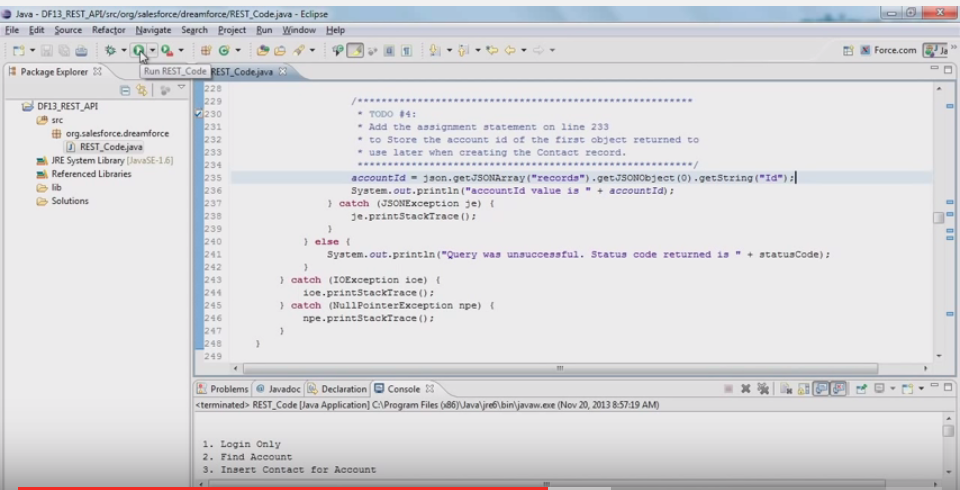 Java - DF13_REST_API/src/org/salesforce/dreamforce/REST_Code.java - Eclipse
File Edit Source Refactor Navigate Search Project Run Window Help
Force.com Ja
Package Explorer
Run REST_Code
REST_Code.java
DF13_REST_API
src
org.salesforce.dreamforce
REST_Code.java
JRE System Library [JavaSE-1.6]
Referenced Libraries
lib
Solutions
228
229 /********************************************************
230 * TODO #4:
231 * Add the assignment statement on line 233
232 * to Store the account id of the first object returned to
233 * use later when creating the Contact record.
234 ********************************************************/
235 accountId = json.getJSONArray("records").getJSONObject(0).getString("Id");
236 System.out.println("accountId value is " + accountId);
237 } catch (JSONException je) {
238 je.printStackTrace();
239 }
240 } else {
241 System.out.println("Query was unsuccessful. Status code returned is " + statusCode);
242 }
243 } catch (IOException ioe) {
244 ioe.printStackTrace();
245 } catch (NullPointerException npe) {
246 npe.printStackTrace();
247 }
248 }
249
Problems Javadoc Declaration Console
<terminated> REST_Code [Java Application] C:\Program Files (x86)\Java\jre6\bin\javaw.exe (Nov 20, 2013 8:57:19 AM)
1. Login Only
2. Find Account
3. Insert Contact for Account